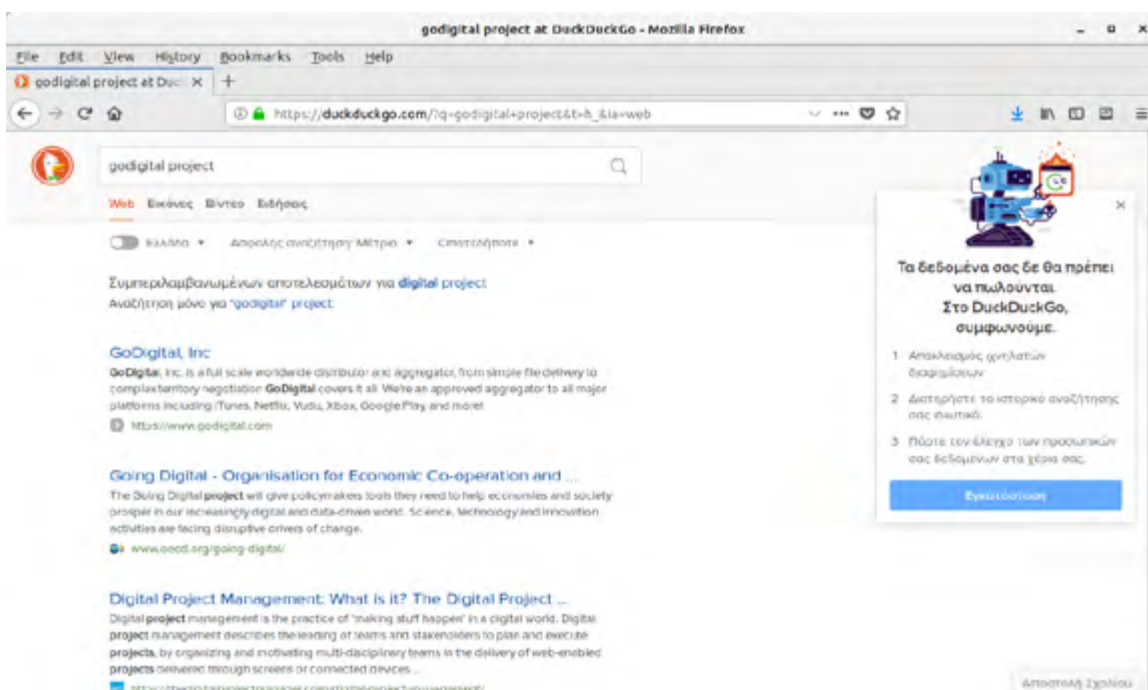 godigital project at DuckDuckGo - Mozilla Firefox
File Edit View History Bookmarks Tools Help
godigital project at Duc
https://duckduckgo.com/?q=godigital+project&t=h_&ia=web
godigital project
Web Εικόνες Βίντεο Ειδήσεις
Ελλάδα Ασφαλής αναζήτηση: Μέτριο Οποτεδήποτε
Συμπεριλαμβανωμένων αποτελεσμάτων για digital project
Αναζήτηση μόνο για "godigital" project
GoDigital, Inc
GoDigital, Inc. is a full scale worldwide distributor and aggregator, from simple file delivery to
complex territory negotiation GoDigital covers it all. We're an approved aggregator to all major
platforms including iTunes, Netflix, Vudu, Xbox, Google Play, and more!
https://www.godigital.com
Going Digital - Organisation for Economic Co-operation and ...
The Going Digital project will give policymakers tools they need to help economies and society
prosper in our increasingly digital and data-driven world. Science, technology and innovation
activities are facing disruptive drivers of change.
www.oecd.org/going-digital/
Digital Project Management: What is it? The Digital Project ...
Digital project management is the practice of 'making stuff happen' in a digital world. Digital
project management describes the leading of teams and stakeholders to plan and execute
projects, by organizing and motivating multi-disciplinary teams in the delivery of web-enabled
projects delivered through screens or connected devices ...
Τα δεδομένα σας δε θα πρέπει
να πωλούνται.
Στο DuckDuckGo,
συμφωνούμε.
1 Αποκλεισμός ιχνηλατών
διαφημίσεων
2 Διατηρήστε το ιστορικό αναζήτησης
σας ιδιωτικό.
3 Πάρτε τον έλεγχο των προσωπικών
σας δεδομένων στα χέρια σας.
Εγκατάσταση
Αποστολή Σχολίου